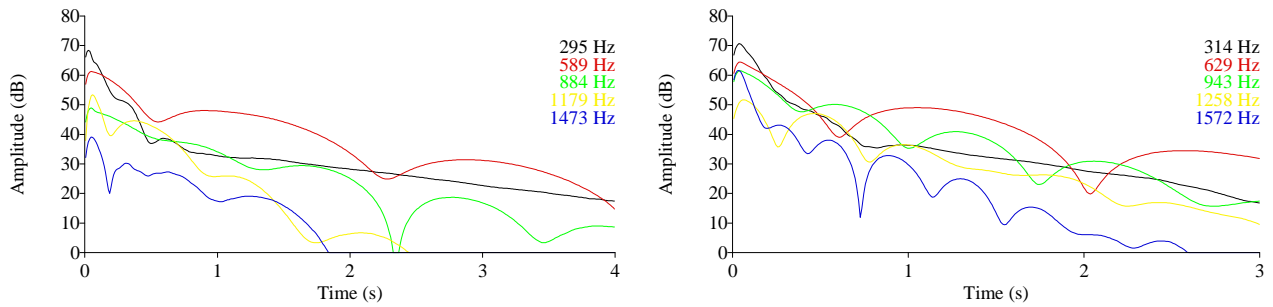 80
70
60
50
40
30
20
10
0
Amplitude (dB)
295 Hz
589 Hz
884 Hz
1179 Hz
1473 Hz
0 1 2 3 4
Time (s)
80
70
60
50
40
30
20
10
0
Amplitude (dB)
314 Hz
629 Hz
943 Hz
1258 Hz
1572 Hz
0 1 2 3
Time (s)